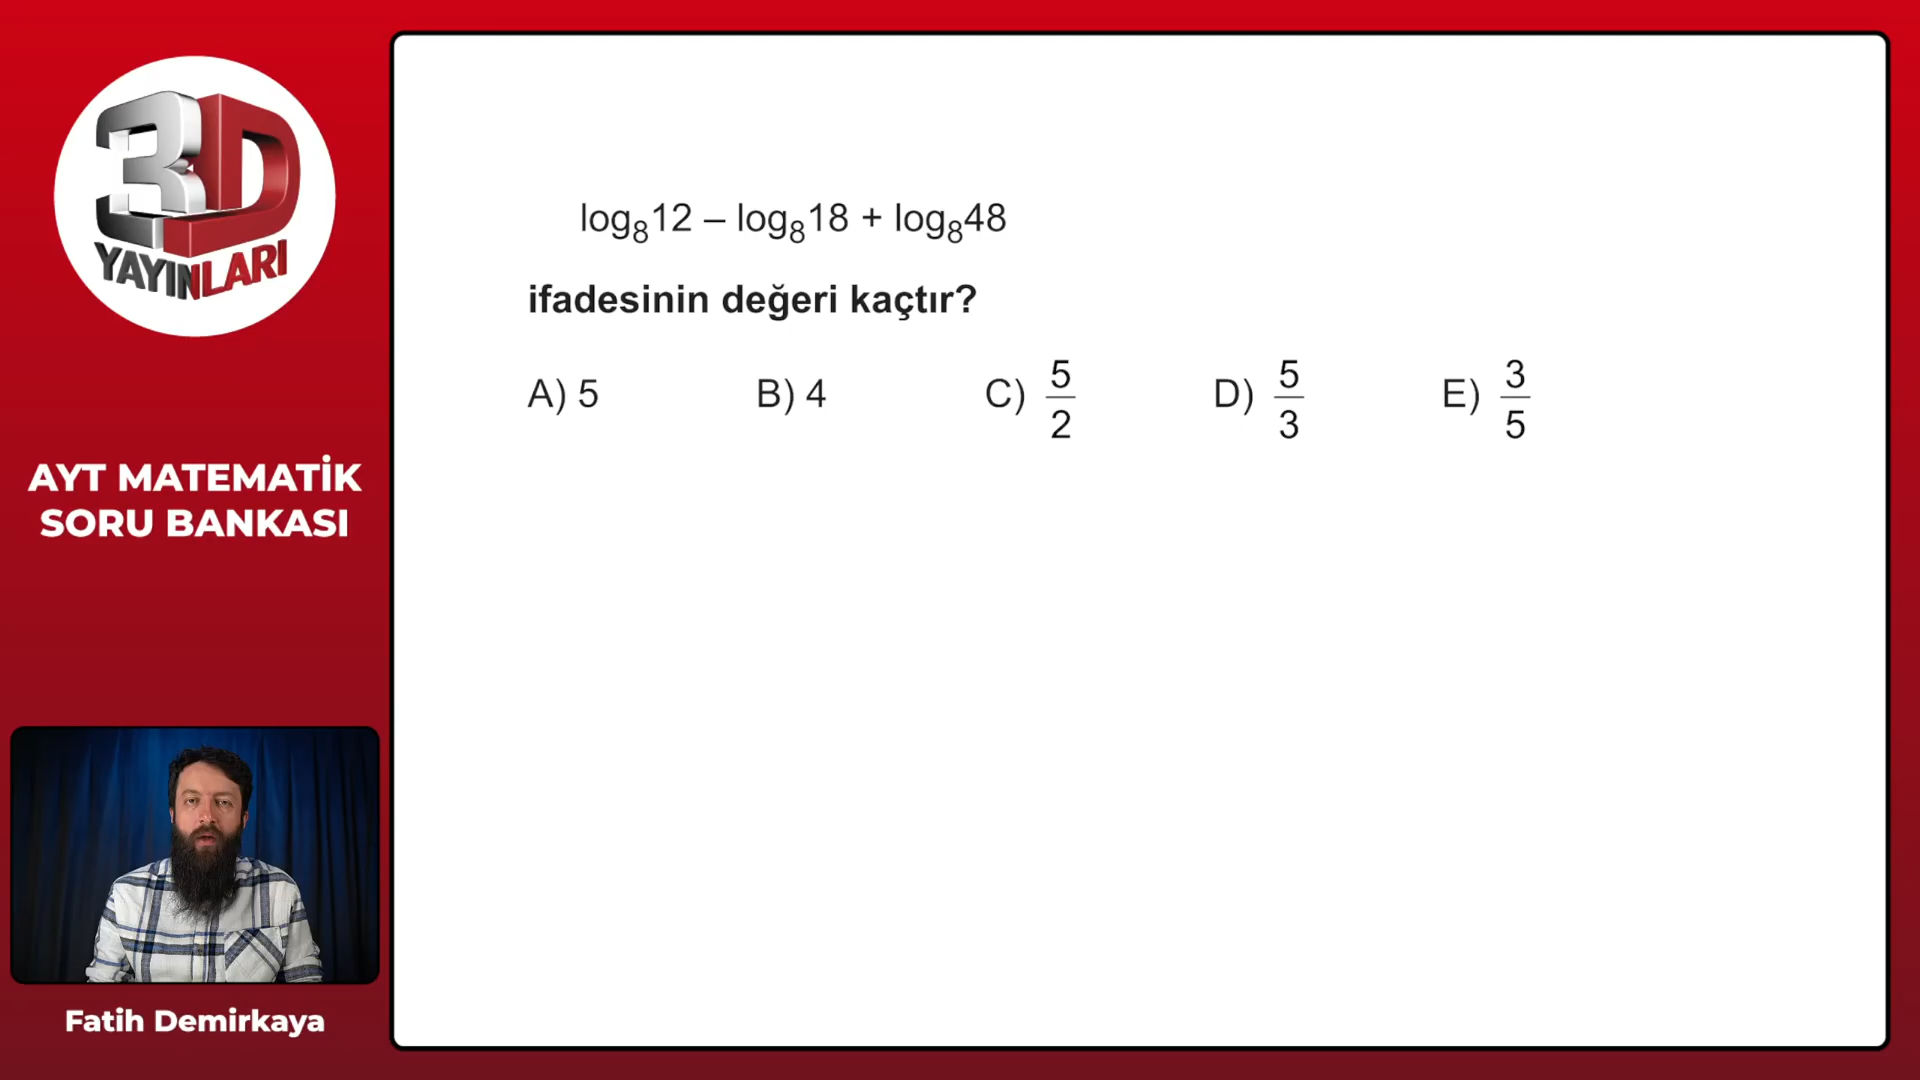 3D
YAYINLARI
AYT MATEMATİK
SORU BANKASI
Fatih Demirkaya
log₈12 – log₈18 + log₈48
ifadesinin değeri kaçtır?
A) 5 B) 4 C) 5/2 D) 5/3 E) 3/5